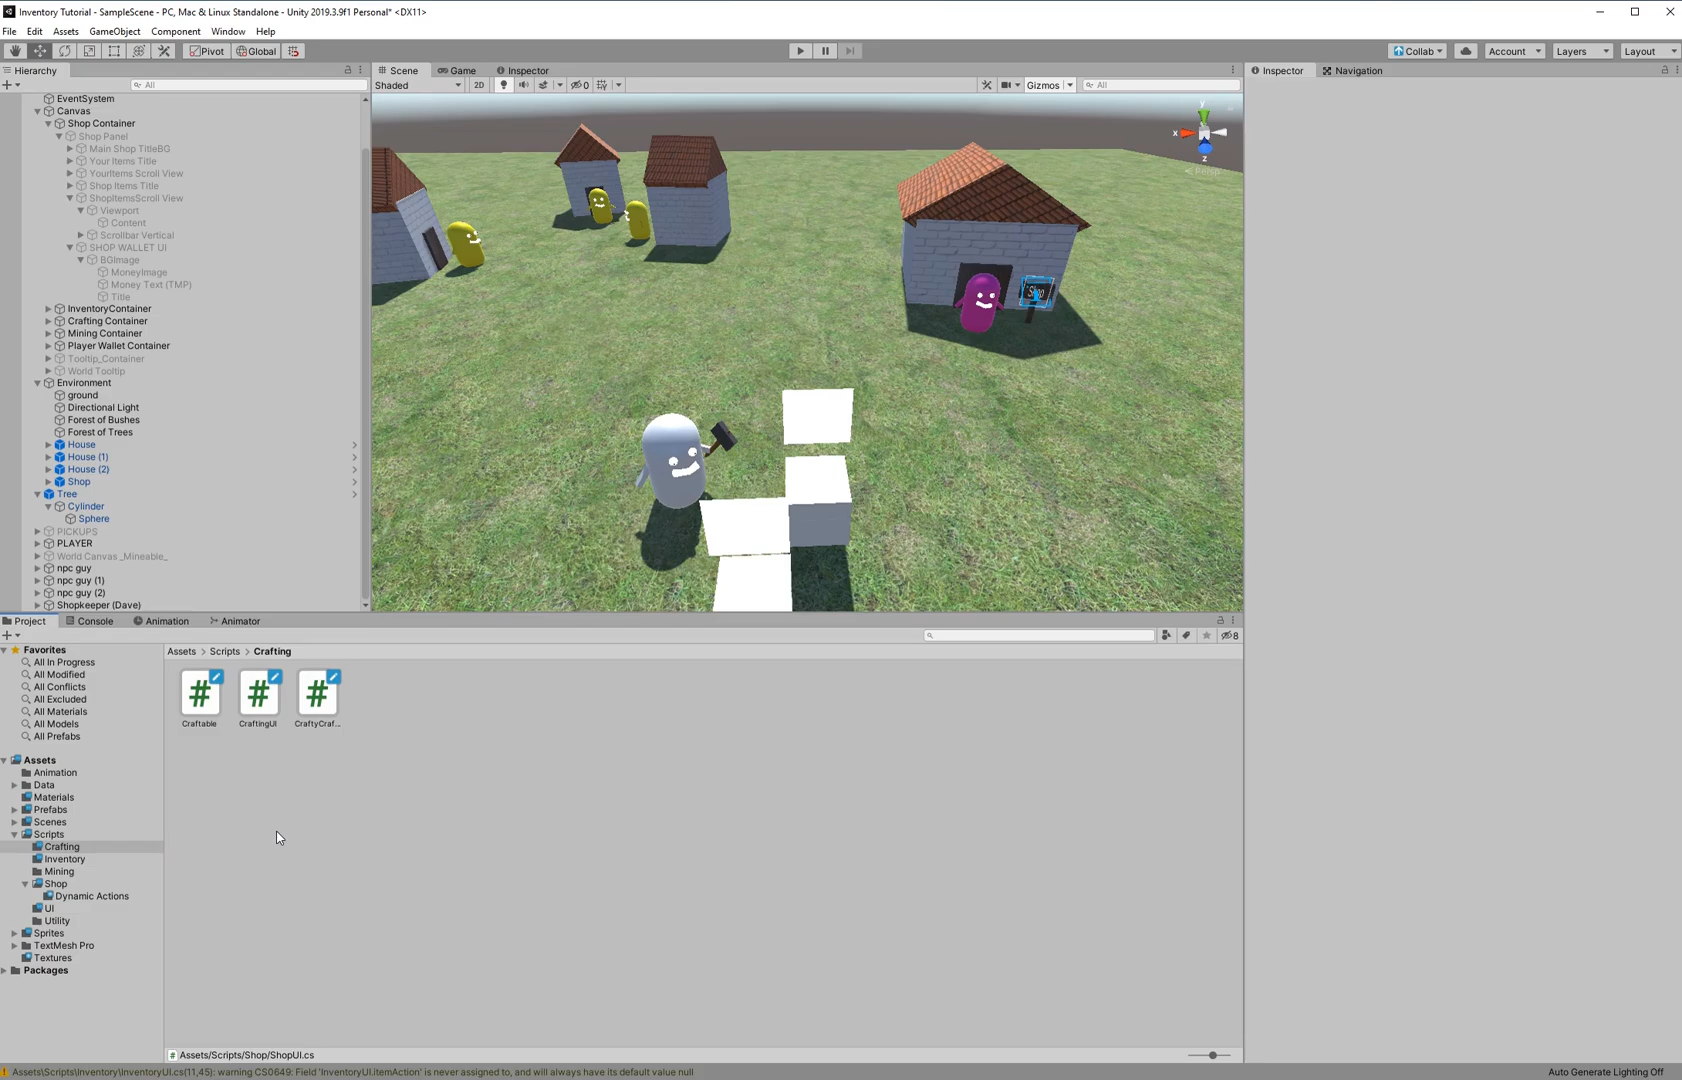 Inventory Tutorial - SampleScene - PC, Mac & Linux Standalone - Unity 2019.3.9f1 Personal* <DX11>
File Edit Assets GameObject Component Window Help
Pivot Global Collab Account Layers Layout
Hierarchy Scene Game Inspector Inspector Navigation
All Shaded 2D 0 Gizmos All
EventSystem
Canvas
Shop Container
Shop Panel
Main Shop TitleBG
Your Items Title
YourItems Scroll View
Shop Items Title
ShopItemsScroll View
Viewport
Content
Scrollbar Vertical
SHOP WALLET UI
BGImage
MoneyImage
Money Text (TMP)
Title
InventoryContainer
Crafting Container
Mining Container
Player Wallet Container
Tooltip_Container
World Tooltip
Environment
ground
Directional Light
Forest of Bushes
Forest of Trees
House
House (1)
House (2)
Shop
Tree
Cylinder
Sphere
PICKUPS
PLAYER
World Canvas _Mineable_
npc guy
npc guy (1)
npc guy (2)
Shopkeeper (Dave)
y
x
z
Persp
Shop
Project Console Animation Animator
8
Favorites
All In Progress
All Modified
All Conflicts
All Excluded
All Materials
All Models
All Prefabs
Assets
Animation
Data
Materials
Prefabs
Scenes
Scripts
Crafting
Inventory
Mining
Shop
Dynamic Actions
UI
Utility
Sprites
TextMesh Pro
Textures
Packages
Assets > Scripts > Crafting
# # #
Craftable CraftingUI CraftyCraf...
Assets/Scripts/Shop/ShopUI.cs
Assets\Scripts\Inventory\InventoryUI.cs(11,45): warning CS0649: Field 'InventoryUI.itemAction' is never assigned to, and will always have its default value null
Auto Generate Lighting Off